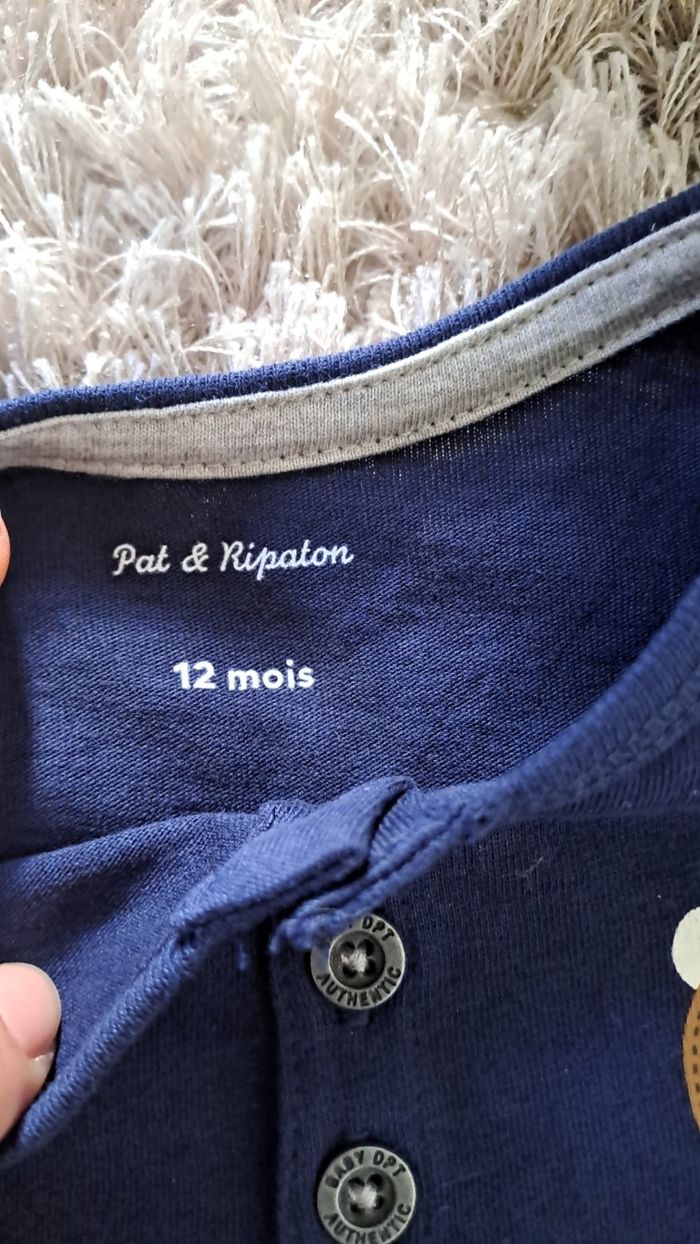 Pat & Ripaton
12 mois
BABY DPT
AUTHENTIC
BABY DPT
AUTHENTIC